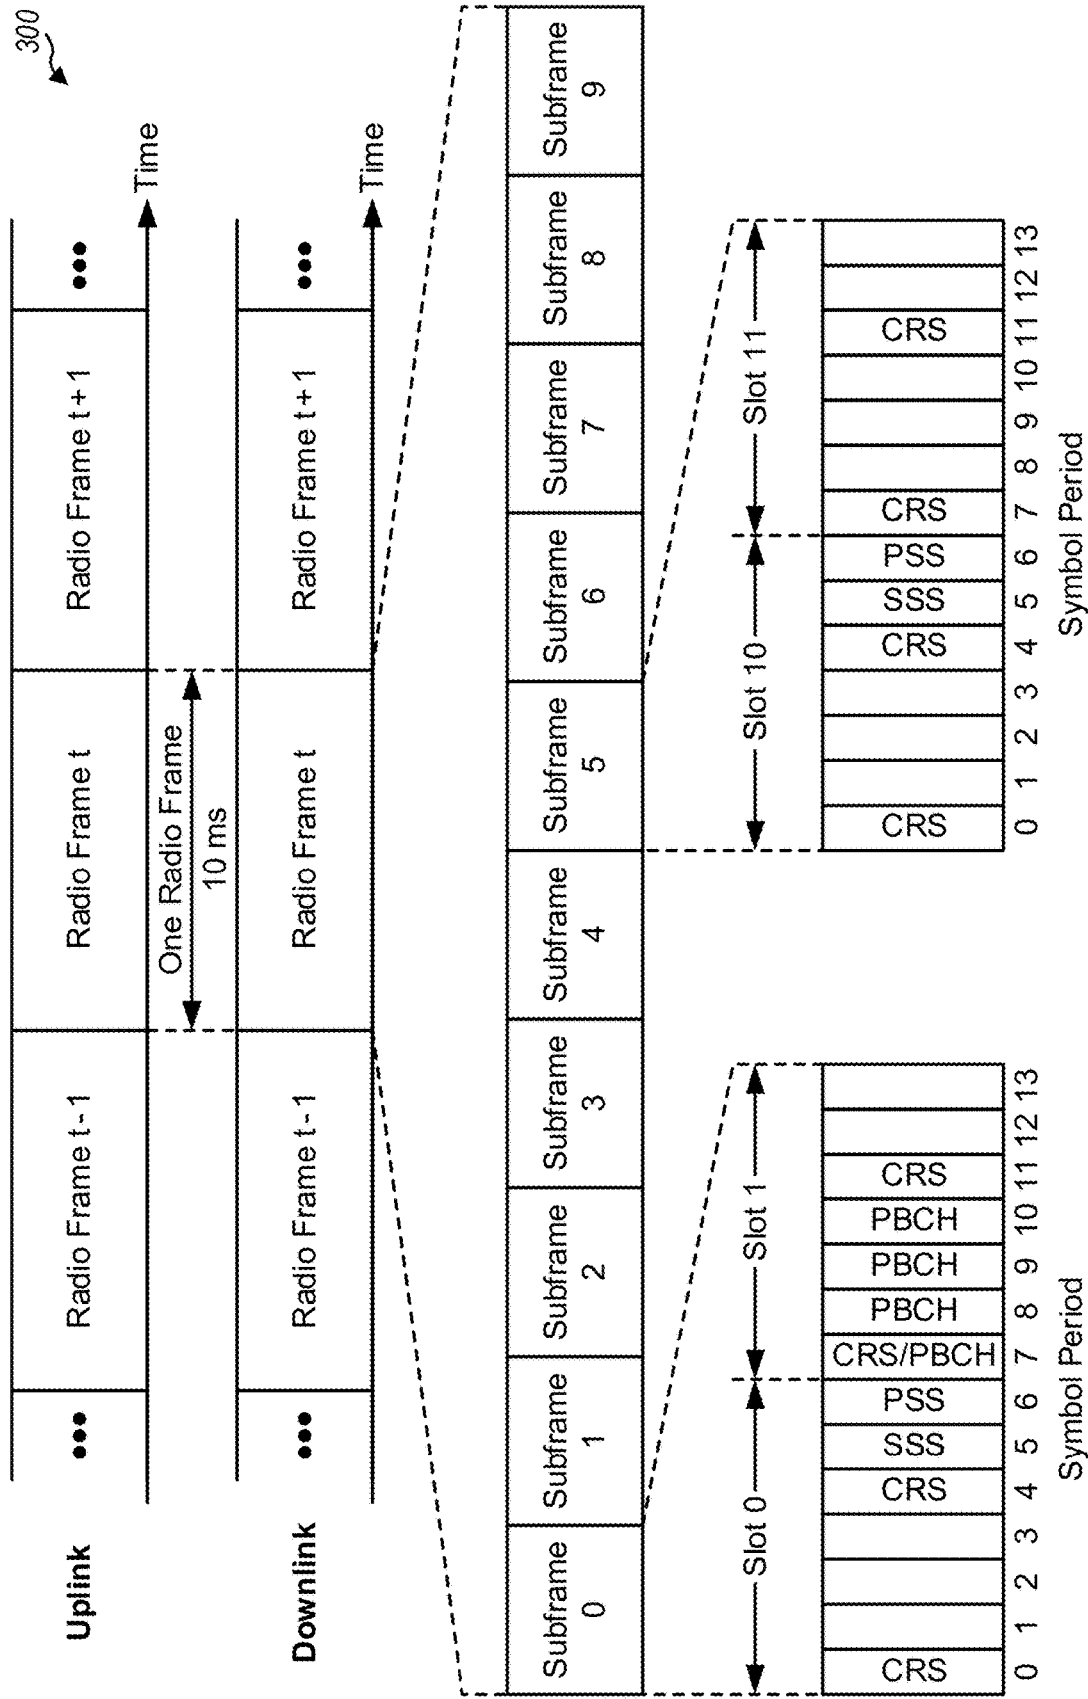 300
Uplink
••• Radio Frame t-1 Radio Frame t Radio Frame t+1 •••
Time
One Radio Frame
10 ms
Downlink
••• Radio Frame t-1 Radio Frame t Radio Frame t+1 •••
Time
Subframe 0
Subframe 1
Subframe 2
Subframe 3
Subframe 4
Subframe 5
Subframe 6
Subframe 7
Subframe 8
Subframe 9
Slot 0 Slot 1
CRS CRS SSS PSS CRS/PBCH PBCH PBCH PBCH CRS
0 1 2 3 4 5 6 7 8 9 10 11 12 13
Symbol Period
Slot 10 Slot 11
CRS CRS SSS PSS CRS CRS
0 1 2 3 4 5 6 7 8 9 10 11 12 13
Symbol Period